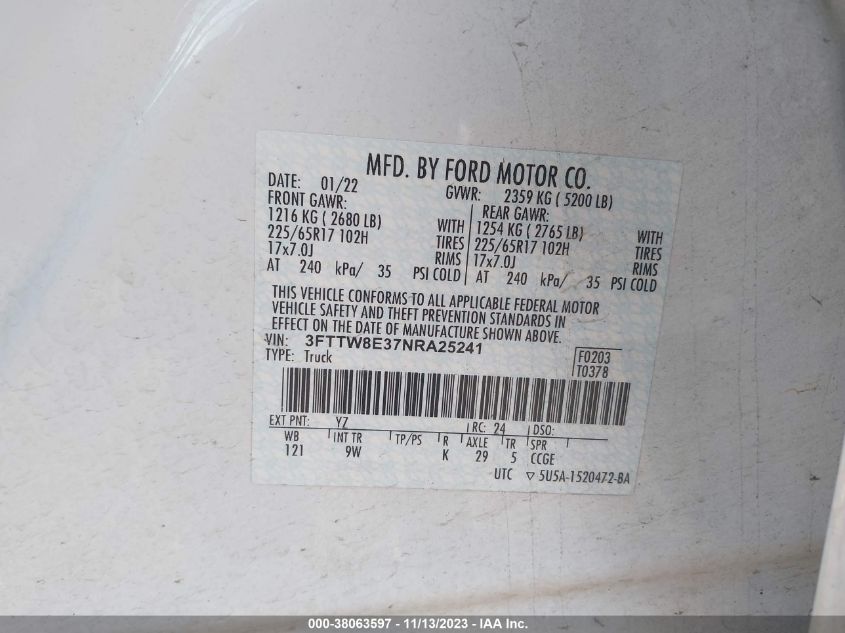 MFD. BY FORD MOTOR CO.
DATE: 01/22 GVWR: 2359 KG ( 5200 LB)
FRONT GAWR: REAR GAWR:
1216 KG ( 2680 LB) WITH 1254 KG ( 2765 LB) WITH
225/65R17 102H TIRES 225/65R17 102H TIRES
17x7.0J RIMS 17x7.0J RIMS
AT 240 kPa/ 35 PSI COLD AT 240 kPa/ 35 PSI COLD
THIS VEHICLE CONFORMS TO ALL APPLICABLE FEDERAL MOTOR
VEHICLE SAFETY AND THEFT PREVENTION STANDARDS IN
EFFECT ON THE DATE OF MANUFACTURE SHOWN ABOVE.
VIN: 3FTTW8E37NRA25241
TYPE: Truck
F0203
T0378
EXT PNT: YZ RC: 24 DSO:
WB INT TR TP/PS R AXLE TR SPR
121 9W K 29 5 CCGE
UTC ▽ 5U5A-1520472-BA
000-38063597 - 11/13/2023 - IAA Inc.